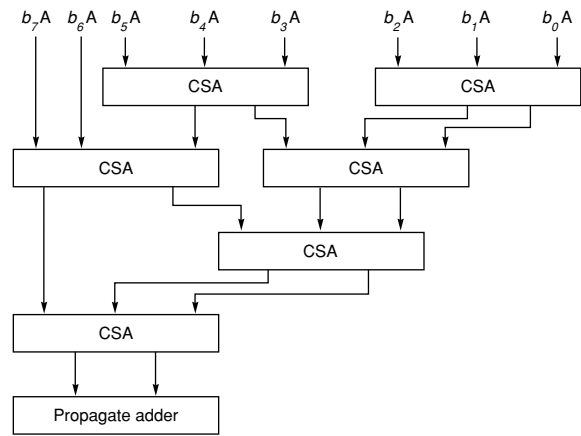 b7A b6A b5A b4A b3A b2A b1A b0A
CSA CSA
CSA CSA
CSA
CSA
Propagate adder